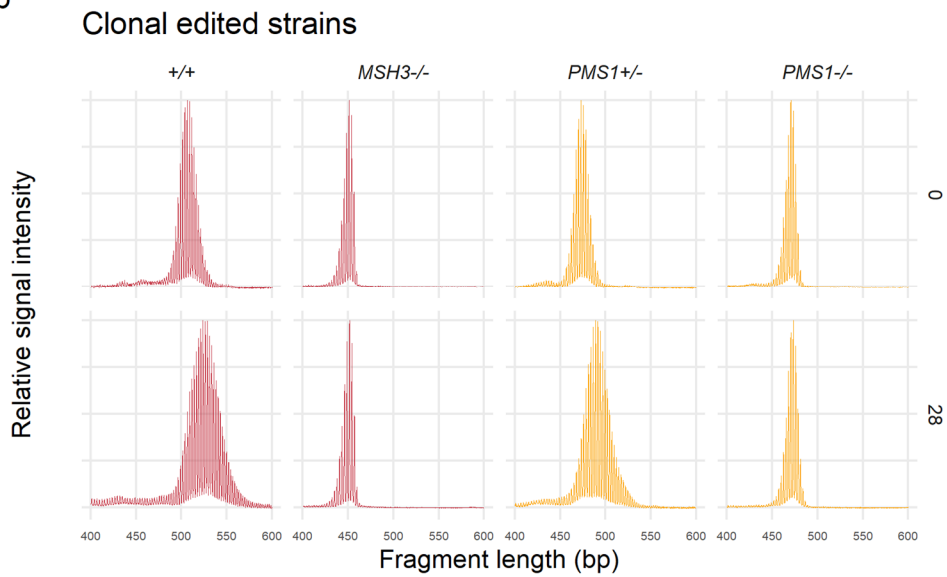 Clonal edited strains
+/+ MSH3-/- PMS1+/- PMS1-/-
Relative signal intensity
0
28
400 450 500 550 600 400 450 500 550 600 400 450 500 550 600 400 450 500 550 600
Fragment length (bp)